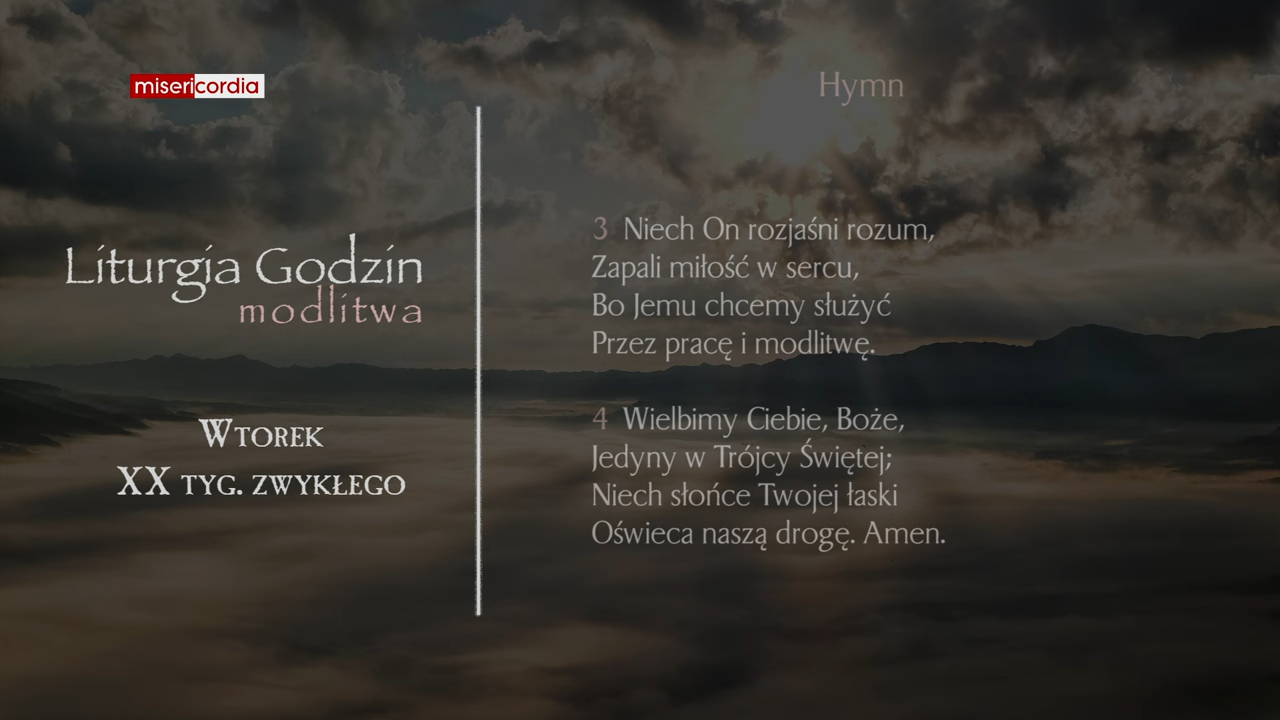 misericordia
Liturgia Godzin
modlitwa
Wtorek
XX tyg. zwykłego
Hymn
3 Niech On rozjaśni rozum,
Zapali miłość w sercu,
Bo Jemu chcemy służyć
Przez pracę i modlitwę.
4 Wielbimy Ciebie, Boże,
Jedyny w Trójcy Świętej;
Niech słońce Twojej łaski
Oświeca naszą drogę. Amen.